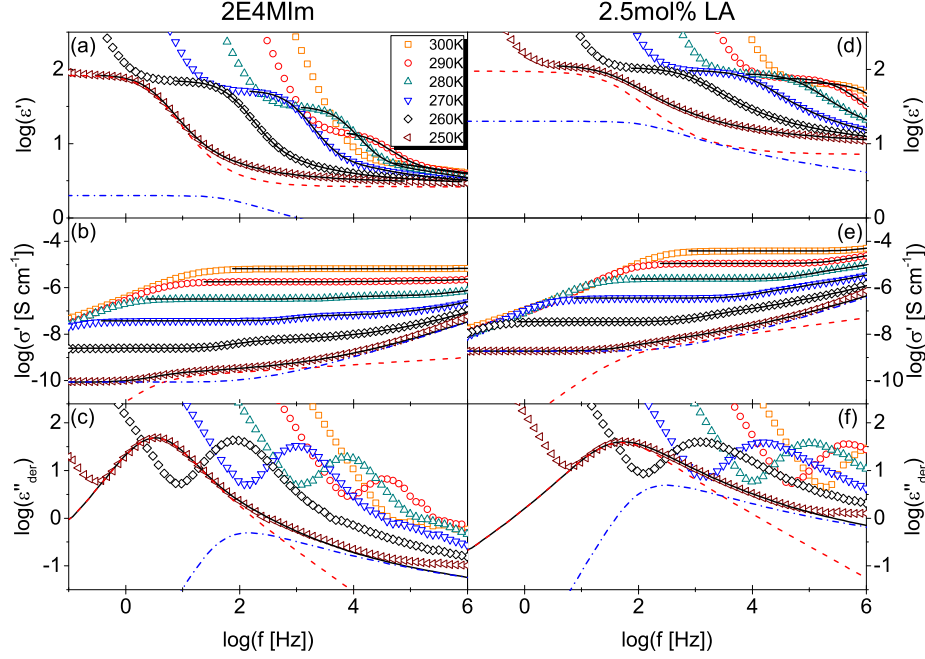 2E4MIm
2.5mol% LA
(a)
300K
290K
280K
270K
260K
250K
(d)
2
1
0
log(ε')
2
1
0
log(ε')
(b)
(e)
-4
-6
-8
-10
log(σ' [S cm⁻¹])
-4
-6
-8
-10
log(σ' [S cm⁻¹])
(c)
(f)
2
1
0
-1
log(ε''der)
2
1
0
-1
log(ε''der)
0 2 4 6
0 2 4 6
log(f [Hz])
log(f [Hz])